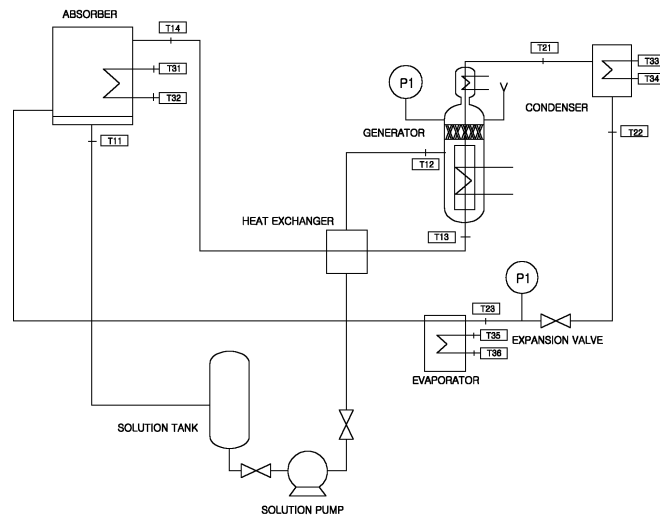 ABSORBER
T14
T31
T32
T11
T21
T33
T34
CONDENSER
P1
GENERATOR
T12
T22
HEAT EXCHANGER
T13
P1
T23
T35
T36
EXPANSION VALVE
EVAPORATOR
SOLUTION TANK
SOLUTION PUMP